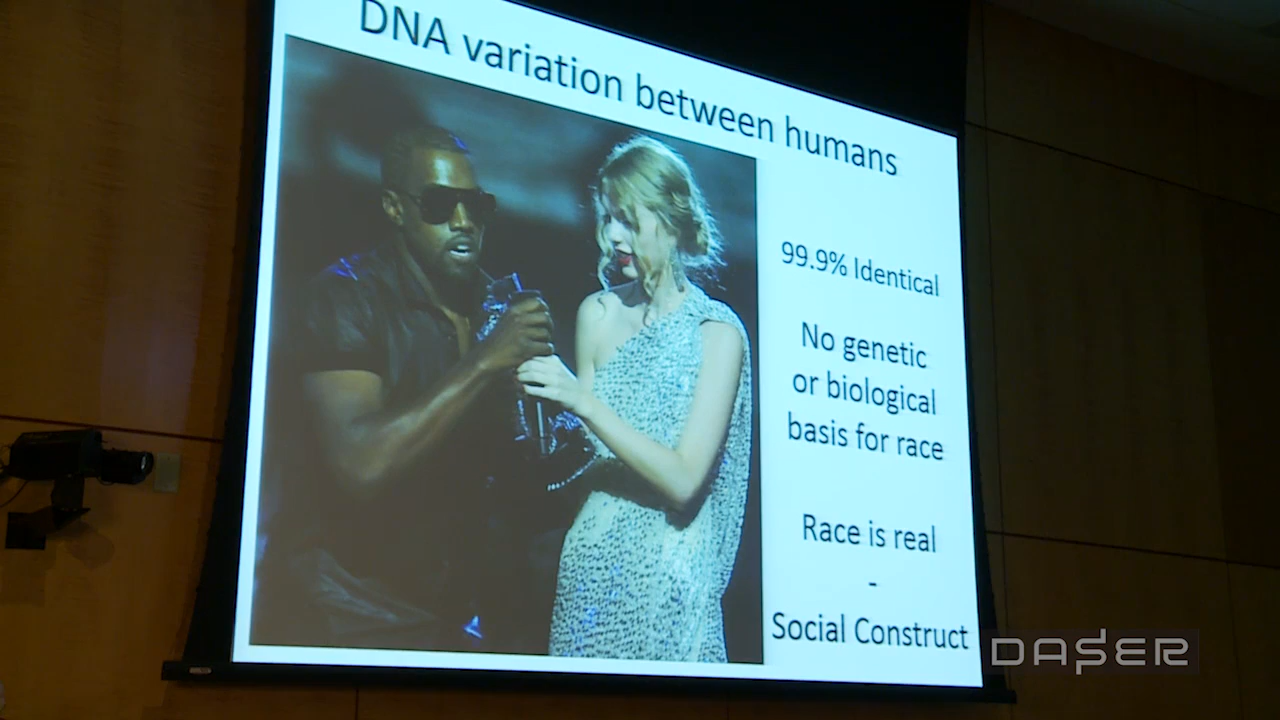 DNA variation between humans
99.9% Identical
No genetic
or biological
basis for race
Race is real
-
Social Construct
DASER